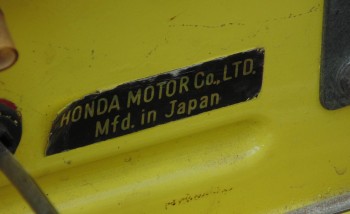 HONDA MOTOR Co., LTD.
Mfd. in Japan